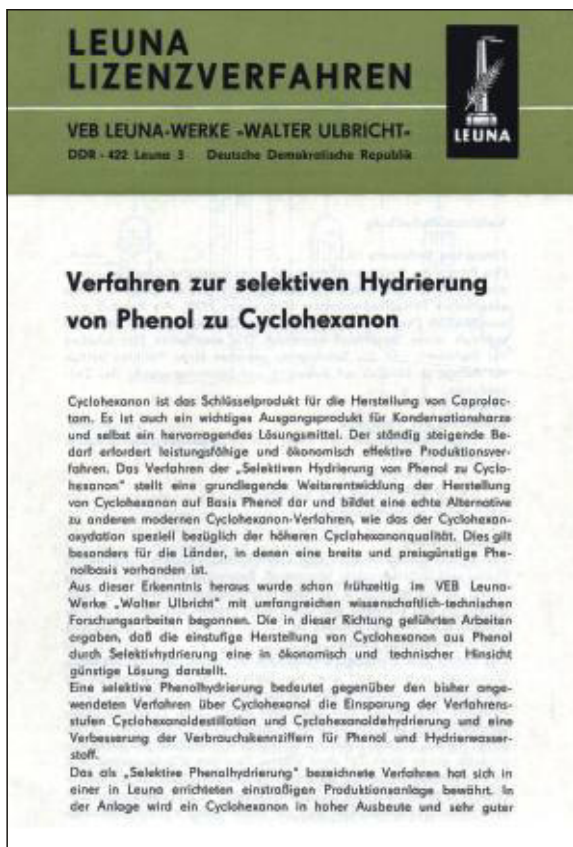 LEUNA
LIZENZVERFAHREN
VEB LEUNA-WERKE »WALTER ULBRICHT«
DDR - 422 Leuna 3 Deutsche Demokratische Republik
LEUNA
Verfahren zur selektiven Hydrierung
von Phenol zu Cyclohexanon
Cyclohexanon ist das Schlüsselprodukt für die Herstellung von Caprolac-
tam. Es ist auch ein wichtiges Ausgangsprodukt für Kondensationsharze
und selbst ein hervorragendes Lösungsmittel. Der ständig steigende Be-
darf erfordert leistungsfähige und ökonomisch effektive Produktionsver-
fahren. Das Verfahren der „Selektiven Hydrierung von Phenol zu Cyclo-
hexanon" stellt eine grundlegende Weiterentwicklung der Herstellung
von Cyclohexanon auf Basis Phenol dar und bildet eine echte Alternative
zu anderen modernen Cyclohexanon-Verfahren, wie das der Cyclohexan-
oxydation speziell bezüglich der höheren Cyclohexanonqualität. Dies gilt
besonders für die Länder, in denen eine breite und preisgünstige Phe-
nolbasis vorhanden ist.
Aus dieser Erkenntnis heraus wurde schon frühzeitig im VEB Leuna-
Werke „Walter Ulbricht" mit umfangreichen wissenschaftlich-technischen
Forschungsarbeiten begonnen. Die in dieser Richtung geführten Arbeiten
ergaben, daß die einstufige Herstellung von Cyclohexanon aus Phenol
durch Selektivhydrierung eine in ökonomisch und technischer Hinsicht
günstige Lösung darstellt.
Eine selektive Phenolhydrierung bedeutet gegenüber den bisher ange-
wendeten Verfahren über Cyclohexanol die Einsparung der Verfahrens-
stufen Cyclohexanoldestillation und Cyclohexanoldehydrierung und eine
Verbesserung der Verbrauchskennziffern für Phenol und Hydrierwasser-
stoff.
Das als „Selektive Phenolhydrierung" bezeichnete Verfahren hat sich in
einer in Leuna errichteten einstraßigen Produktionsanlage bewährt. In
der Anlage wird ein Cyclohexanon in hoher Ausbeute und sehr guter